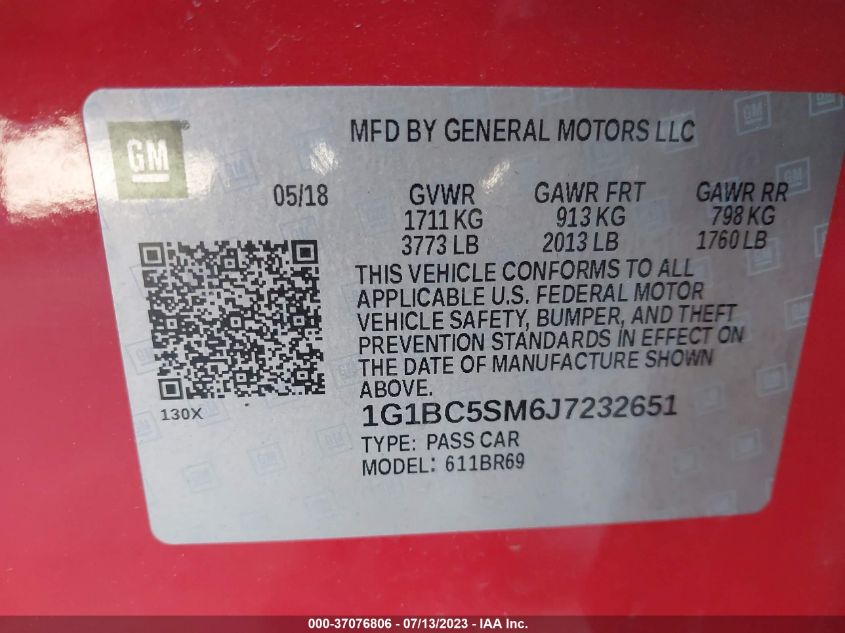 GM
MFD BY GENERAL MOTORS LLC
05/18 GVWR GAWR FRT GAWR RR
1711 KG 913 KG 798 KG
3773 LB 2013 LB 1760 LB
THIS VEHICLE CONFORMS TO ALL
APPLICABLE U.S. FEDERAL MOTOR
VEHICLE SAFETY, BUMPER, AND THEFT
PREVENTION STANDARDS IN EFFECT ON
THE DATE OF MANUFACTURE SHOWN
ABOVE.
130X
1G1BC5SM6J7232651
TYPE: PASS CAR
MODEL: 611BR69
000-37076806 - 07/13/2023 - IAA Inc.